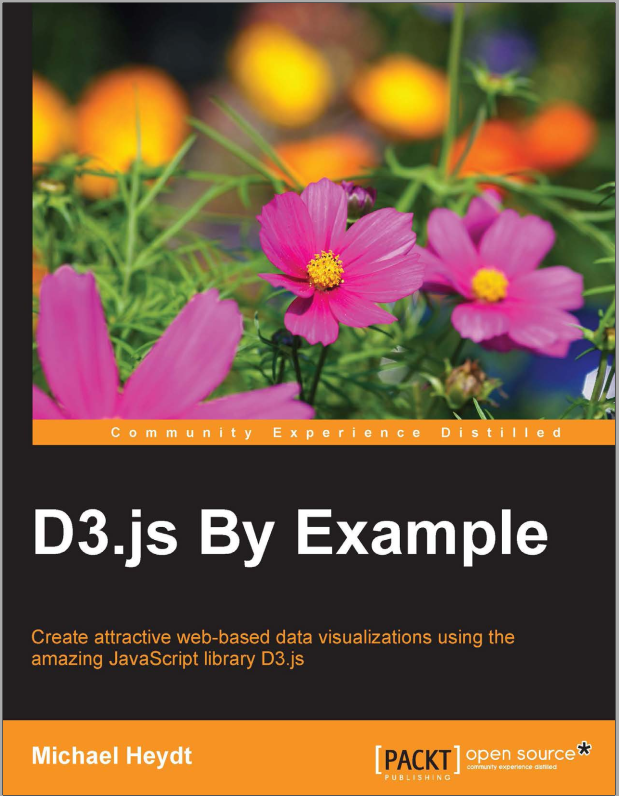 Community Experience Distilled
D3.js By Example
Create attractive web-based data visualizations using the
amazing JavaScript library D3.js
Michael Heydt
[PACKT] open source*
PUBLISHING community experience distilled